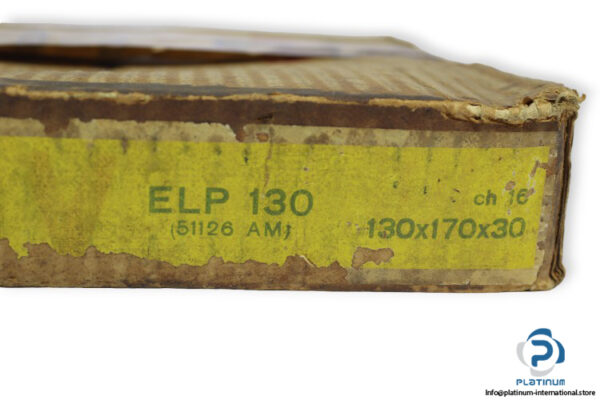 ELP 130
(51126 AM)
ch 16
130x170x30
PLATINUM
Info@platinum-international.store